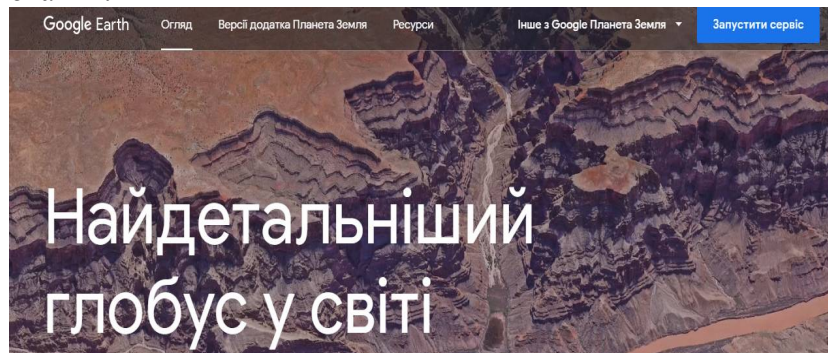 Google Earth Огляд Версії додатка Планета Земля Ресурси Інше з Google Планета Земля Запустити сервіс
Найдетальніший
глобус у світі